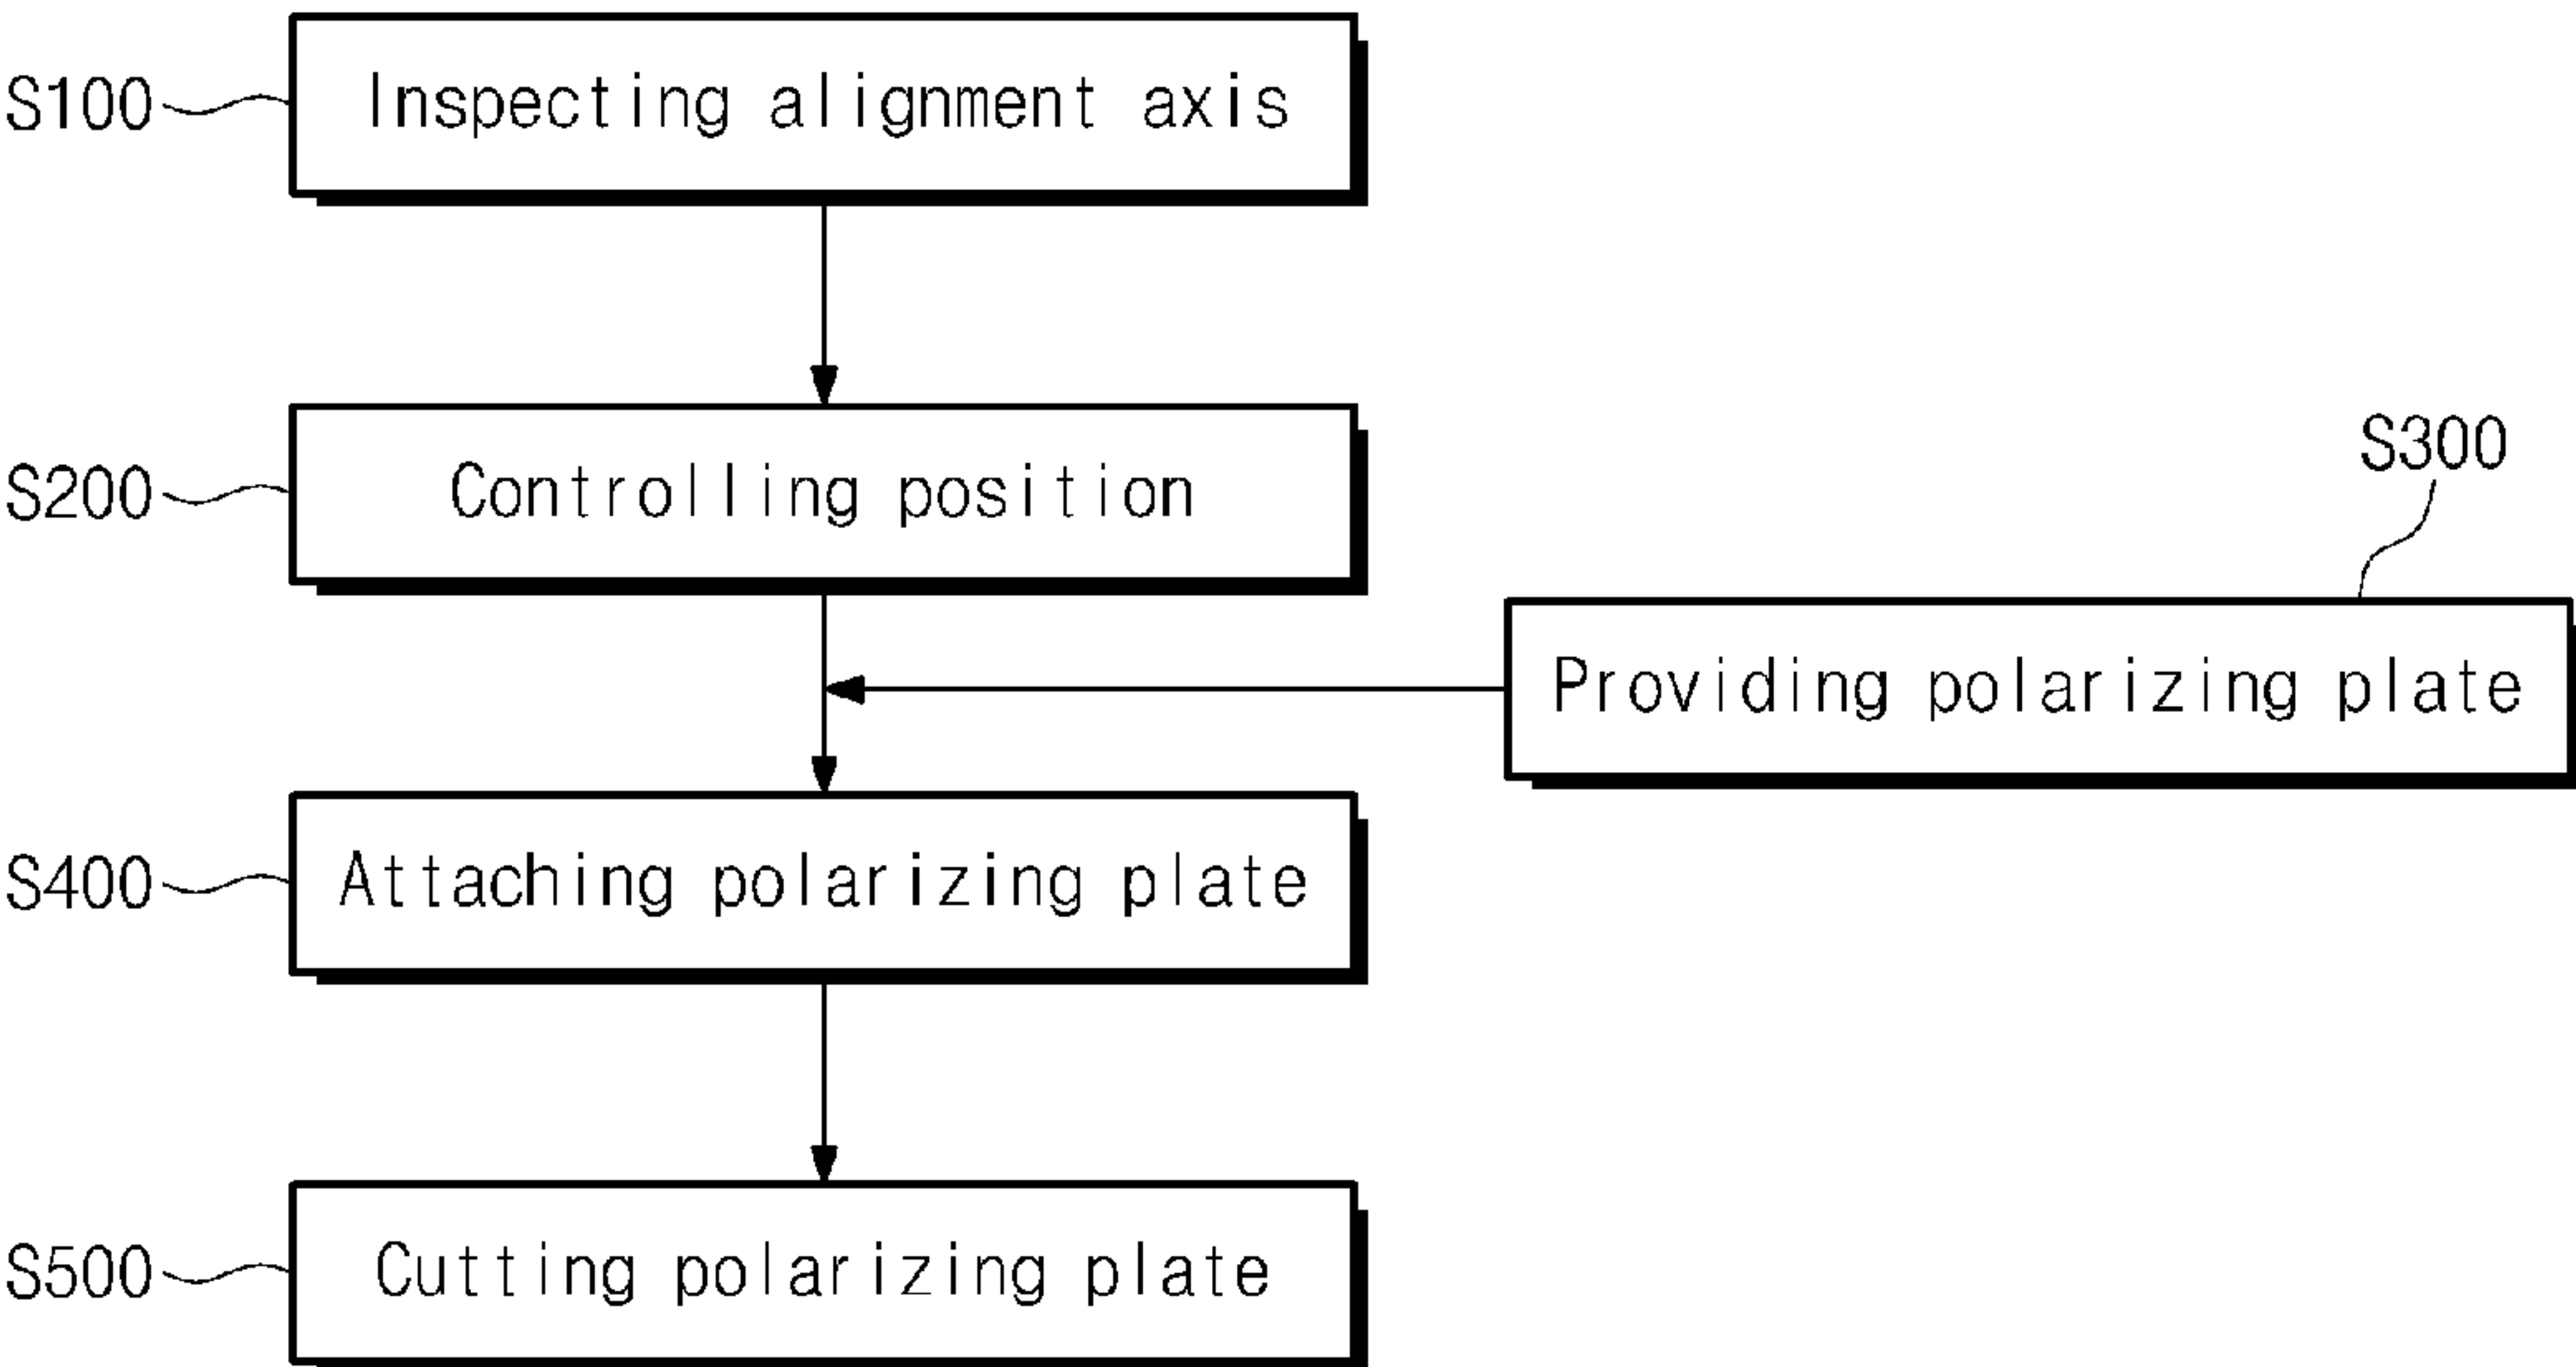 S100
Inspecting alignment axis
S200
Controlling position
S300
Providing polarizing plate
S400
Attaching polarizing plate
S500
Cutting polarizing plate